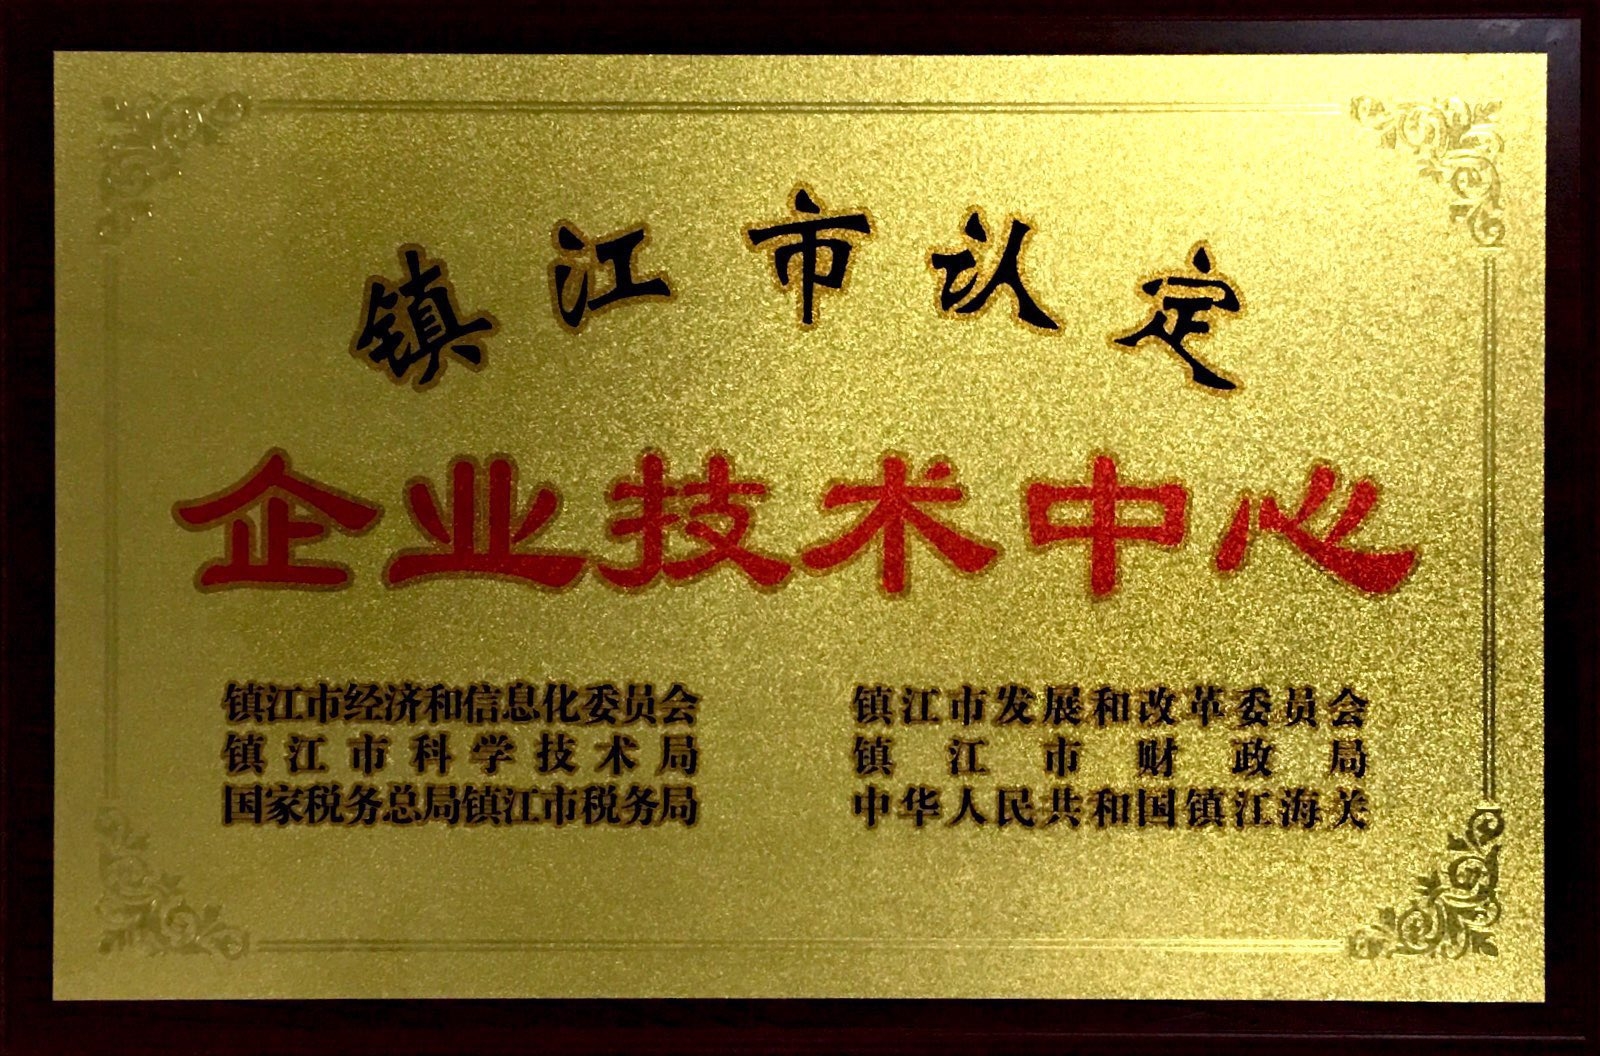 镇江市认定
企业技术中心
镇江市经济和信息化委员会
镇江市科学技术局
国家税务总局镇江市税务局
镇江市发展和改革委员会
镇江市财政局
中华人民共和国镇江海关